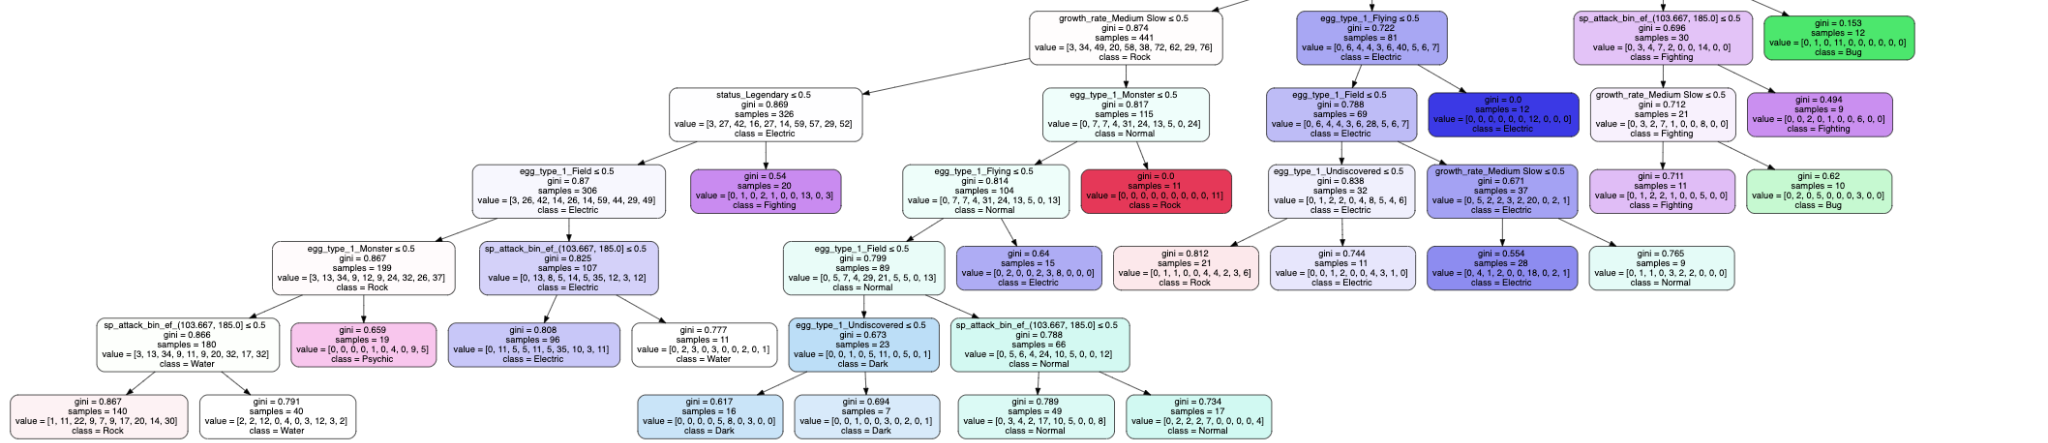 growth_rate_Medium Slow ≤ 0.5
gini = 0.874
samples = 441
value = [3, 34, 49, 20, 58, 38, 72, 62, 29, 76]
class = Rock
egg_type_1_Flying ≤ 0.5
gini = 0.722
samples = 81
value = [0, 6, 4, 4, 3, 6, 40, 5, 6, 7]
class = Electric
sp_attack_bin_ef_(103.667, 185.0] ≤ 0.5
gini = 0.696
samples = 30
value = [0, 3, 4, 7, 2, 0, 0, 14, 0, 0]
class = Fighting
gini = 0.153
samples = 12
value = [0, 1, 0, 11, 0, 0, 0, 0, 0, 0]
class = Bug
status_Legendary ≤ 0.5
gini = 0.869
samples = 326
value = [3, 27, 42, 16, 27, 14, 59, 57, 29, 52]
class = Electric
egg_type_1_Monster ≤ 0.5
gini = 0.817
samples = 115
value = [0, 7, 7, 4, 31, 24, 13, 5, 0, 24]
class = Normal
egg_type_1_Field ≤ 0.5
gini = 0.788
samples = 69
value = [0, 6, 4, 4, 3, 6, 28, 5, 6, 7]
class = Electric
gini = 0.0
samples = 12
value = [0, 0, 0, 0, 0, 0, 12, 0, 0, 0]
class = Electric
growth_rate_Medium Slow ≤ 0.5
gini = 0.712
samples = 21
value = [0, 3, 2, 7, 1, 0, 0, 8, 0, 0]
class = Fighting
gini = 0.494
samples = 9
value = [0, 0, 2, 0, 1, 0, 0, 6, 0, 0]
class = Fighting
egg_type_1_Field ≤ 0.5
gini = 0.87
samples = 306
value = [3, 26, 42, 14, 26, 14, 59, 44, 29, 49]
class = Electric
gini = 0.54
samples = 20
value = [0, 1, 0, 2, 1, 0, 0, 13, 0, 3]
class = Fighting
egg_type_1_Flying ≤ 0.5
gini = 0.814
samples = 104
value = [0, 7, 7, 4, 31, 24, 13, 5, 0, 13]
class = Normal
gini = 0.0
samples = 11
value = [0, 0, 0, 0, 0, 0, 0, 0, 0, 11]
class = Rock
egg_type_1_Undiscovered ≤ 0.5
gini = 0.838
samples = 32
value = [0, 1, 2, 2, 0, 4, 8, 5, 4, 6]
class = Electric
growth_rate_Medium Slow ≤ 0.5
gini = 0.671
samples = 37
value = [0, 5, 2, 2, 3, 2, 20, 0, 2, 1]
class = Electric
gini = 0.711
samples = 11
value = [0, 1, 2, 2, 1, 0, 0, 5, 0, 0]
class = Fighting
gini = 0.62
samples = 10
value = [0, 2, 0, 5, 0, 0, 0, 3, 0, 0]
class = Bug
egg_type_1_Monster ≤ 0.5
gini = 0.867
samples = 199
value = [3, 13, 34, 9, 12, 9, 24, 32, 26, 37]
class = Rock
sp_attack_bin_ef_(103.667, 185.0] ≤ 0.5
gini = 0.825
samples = 107
value = [0, 13, 8, 5, 14, 5, 35, 12, 3, 12]
class = Electric
egg_type_1_Field ≤ 0.5
gini = 0.799
samples = 89
value = [0, 5, 7, 4, 29, 21, 5, 5, 0, 13]
class = Normal
gini = 0.64
samples = 15
value = [0, 2, 0, 0, 2, 3, 8, 0, 0, 0]
class = Electric
gini = 0.812
samples = 21
value = [0, 1, 1, 0, 0, 4, 4, 2, 3, 6]
class = Rock
gini = 0.744
samples = 11
value = [0, 0, 1, 2, 0, 0, 4, 3, 1, 0]
class = Electric
gini = 0.554
samples = 28
value = [0, 4, 1, 2, 0, 0, 18, 0, 2, 1]
class = Electric
gini = 0.765
samples = 9
value = [0, 1, 1, 0, 3, 2, 2, 0, 0, 0]
class = Normal
sp_attack_bin_ef_(103.667, 185.0] ≤ 0.5
gini = 0.866
samples = 180
value = [3, 13, 34, 9, 11, 9, 20, 32, 17, 32]
class = Water
gini = 0.659
samples = 19
value = [0, 0, 0, 0, 1, 0, 4, 0, 9, 5]
class = Psychic
gini = 0.808
samples = 96
value = [0, 11, 5, 5, 11, 5, 35, 10, 3, 11]
class = Electric
gini = 0.777
samples = 11
value = [0, 2, 3, 0, 3, 0, 0, 2, 0, 1]
class = Water
egg_type_1_Undiscovered ≤ 0.5
gini = 0.673
samples = 23
value = [0, 0, 1, 0, 5, 11, 0, 5, 0, 1]
class = Dark
sp_attack_bin_ef_(103.667, 185.0] ≤ 0.5
gini = 0.788
samples = 66
value = [0, 5, 6, 4, 24, 10, 5, 0, 0, 12]
class = Normal
gini = 0.867
samples = 140
value = [1, 11, 22, 9, 7, 9, 17, 20, 14, 30]
class = Rock
gini = 0.791
samples = 40
value = [2, 2, 12, 0, 4, 0, 3, 12, 3, 2]
class = Water
gini = 0.617
samples = 16
value = [0, 0, 0, 0, 5, 8, 0, 3, 0, 0]
class = Dark
gini = 0.694
samples = 7
value = [0, 0, 1, 0, 0, 3, 0, 2, 0, 1]
class = Dark
gini = 0.789
samples = 49
value = [0, 3, 4, 2, 17, 10, 5, 0, 0, 8]
class = Normal
gini = 0.734
samples = 17
value = [0, 2, 2, 2, 7, 0, 0, 0, 0, 4]
class = Normal